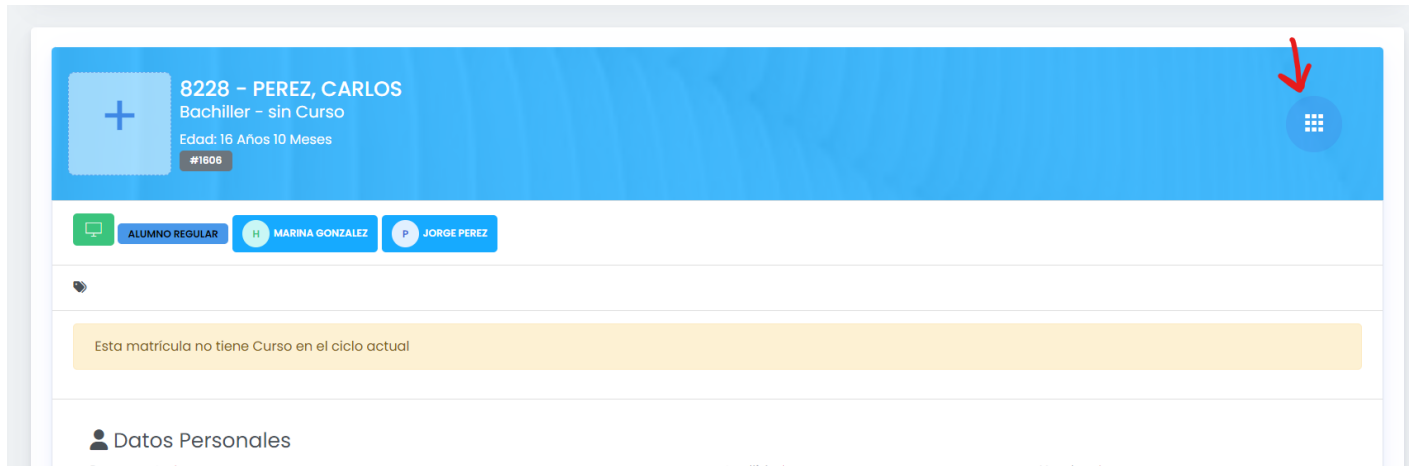 8228 - PEREZ, CARLOS
Bachiller - sin Curso
Edad: 16 Años 10 Meses
#1606
ALUMNO REGULAR
H MARINA GONZALEZ
P JORGE PEREZ
Esta matrícula no tiene Curso en el ciclo actual
Datos Personales